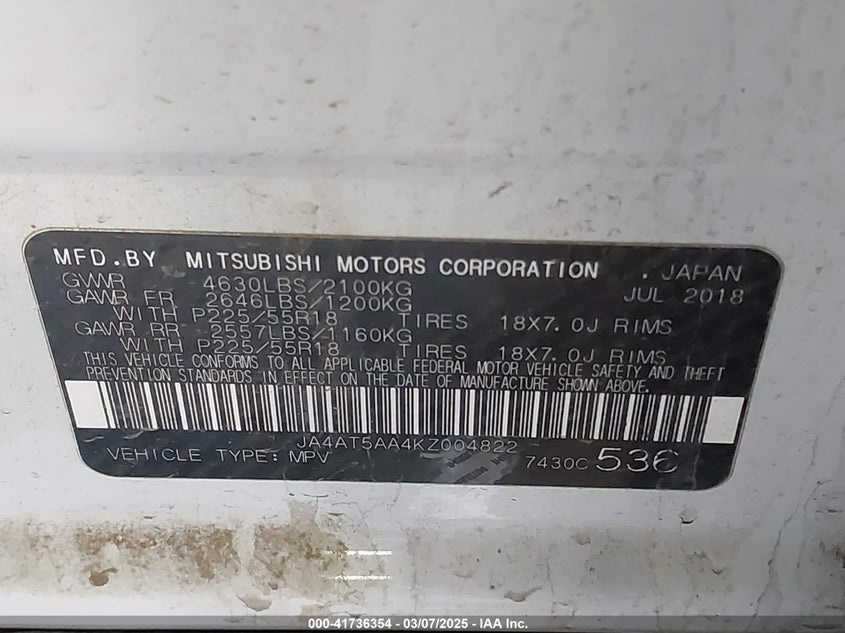 MFD.BY MITSUBISHI MOTORS CORPORATION . JAPAN
GVWR 4630LBS/2100KG JUL 2018
GAWR FR 2646LBS/1200KG
WITH P225/55R18 TIRES 18X7.0J RIMS
GAWR RR 2557LBS/1160KG
WITH P225/55R18 TIRES 18X7.0J RIMS
THIS VEHICLE CONFORMS TO ALL APPLICABLE FEDERAL MOTOR VEHICLE SAFETY AND THEFT
PREVENTION STANDARDS IN EFFECT ON THE DATE OF MANUFACTURE SHOWN ABOVE.
JA4AT5AA4KZ004822
VEHICLE TYPE: MPV 7430C 536
000-41736354 — 03/07/2025 — IAA Inc.